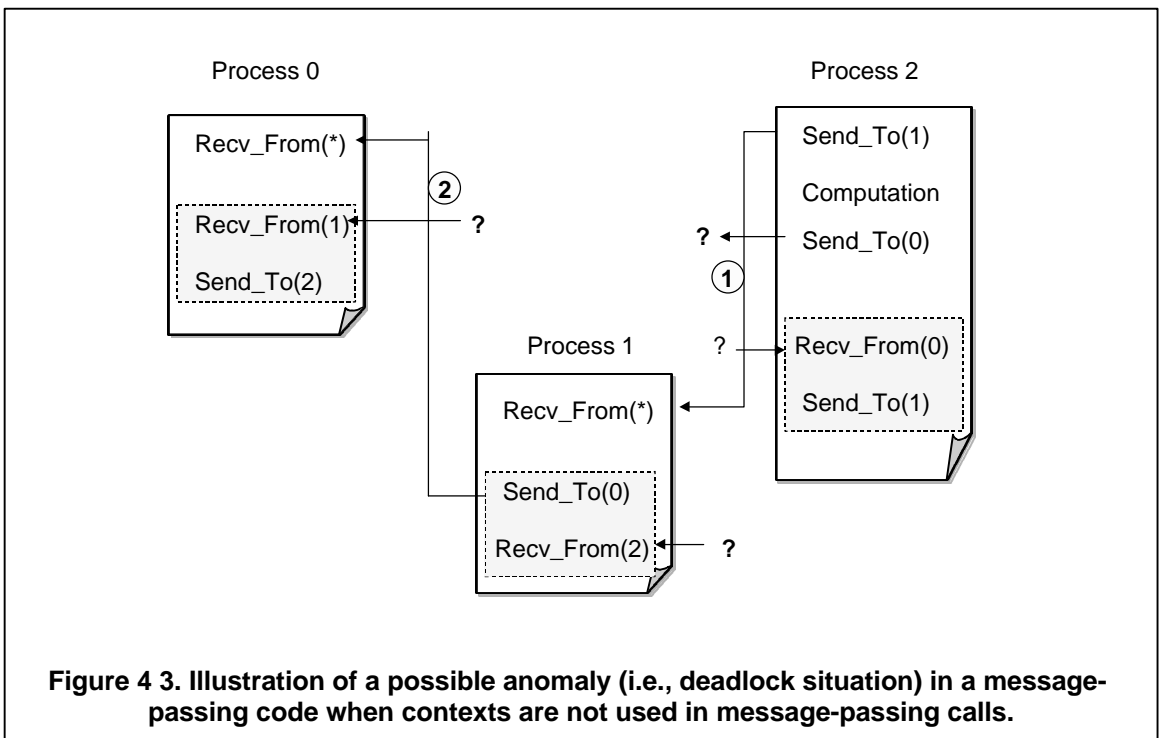 Process 0
Process 2
Recv_From(*)
Send_To(1)
2
Computation
Recv_From(1)
?
?
Send_To(0)
Send_To(2)
1
Process 1
?
Recv_From(0)
Recv_From(*)
Send_To(1)
Send_To(0)
Recv_From(2)
?
Figure 4 3. Illustration of a possible anomaly (i.e., deadlock situation) in a message-
passing code when contexts are not used in message-passing calls.